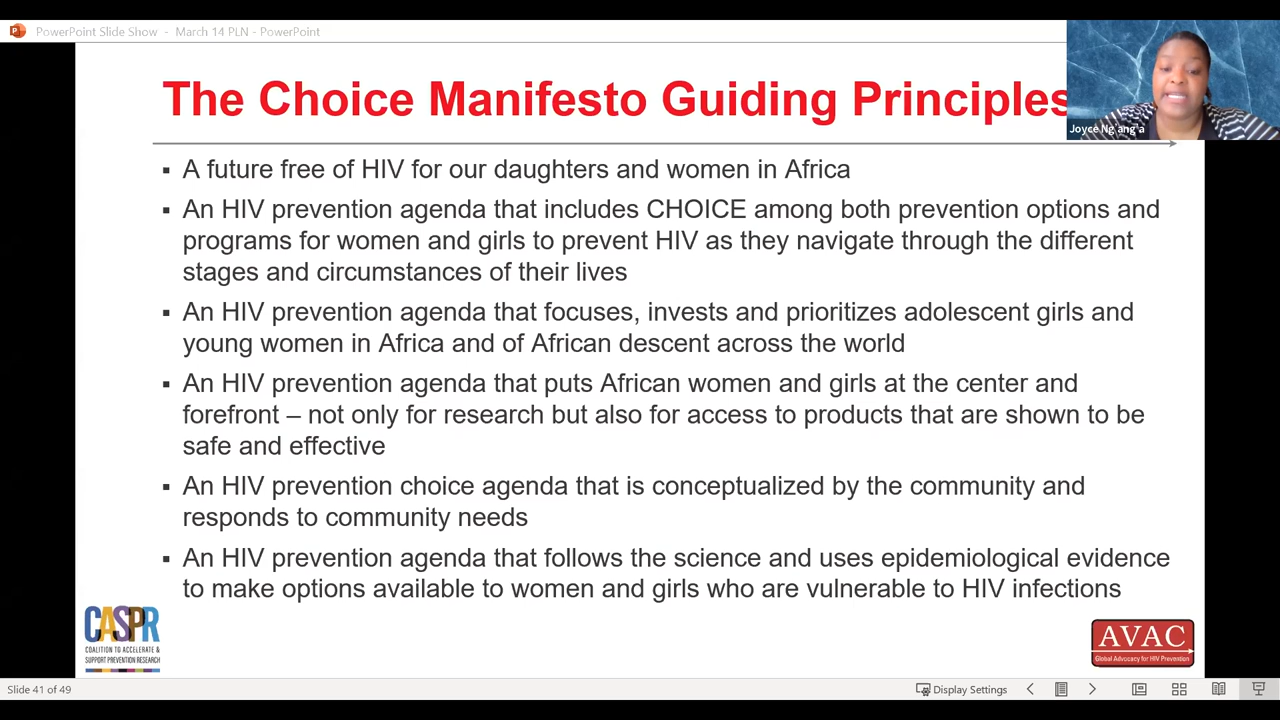 PowerPoint Slide Show - March 14 PLN - PowerPoint
The Choice Manifesto Guiding Principles
Joyce Ng'ang'a
▪ A future free of HIV for our daughters and women in Africa
▪ An HIV prevention agenda that includes CHOICE among both prevention options and
programs for women and girls to prevent HIV as they navigate through the different
stages and circumstances of their lives
▪ An HIV prevention agenda that focuses, invests and prioritizes adolescent girls and
young women in Africa and of African descent across the world
▪ An HIV prevention agenda that puts African women and girls at the center and
forefront – not only for research but also for access to products that are shown to be
safe and effective
▪ An HIV prevention choice agenda that is conceptualized by the community and
responds to community needs
▪ An HIV prevention agenda that follows the science and uses epidemiological evidence
to make options available to women and girls who are vulnerable to HIV infections
CASPR
COALITION TO ACCELERATE &
SUPPORT PREVENTION RESEARCH
AVAC
Global Advocacy for HIV Prevention
Slide 41 of 49
Display Settings